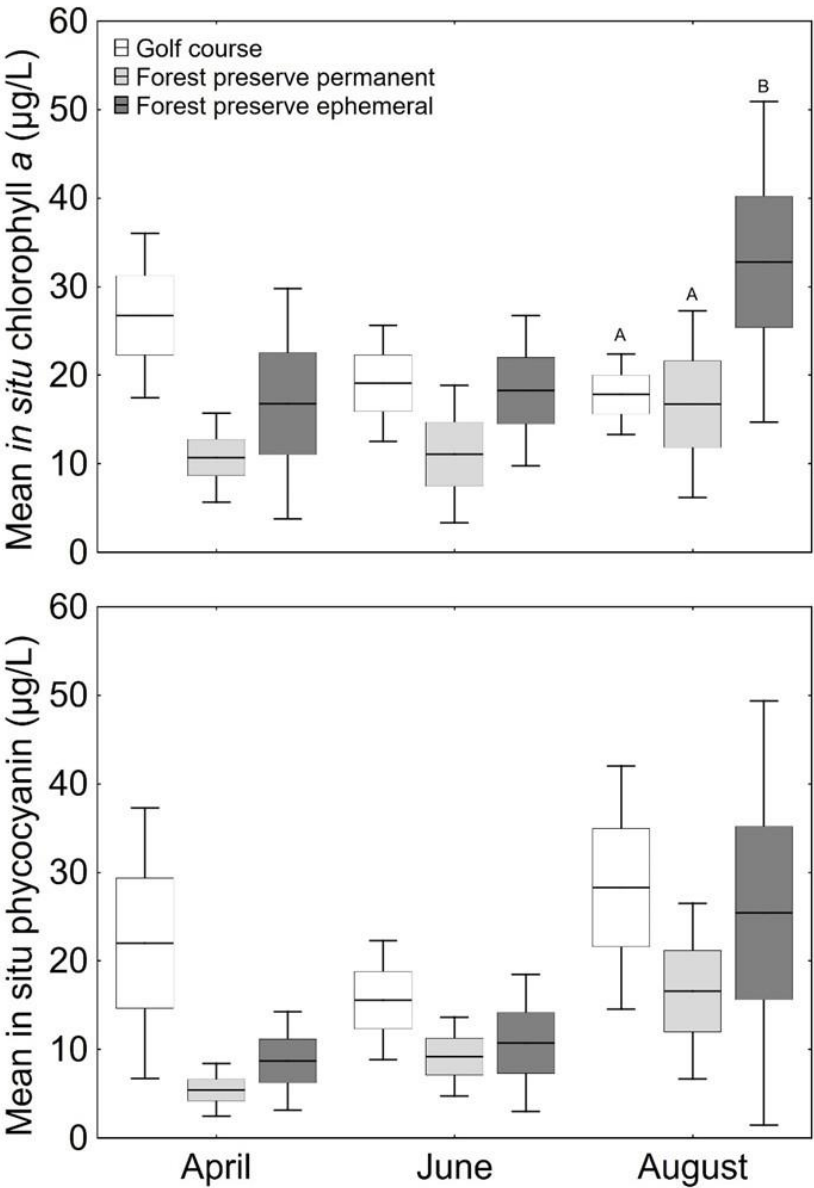 Mean in situ chlorophyll a (µg/L)
60
50
40
30
20
10
0
Golf course
Forest preserve permanent
Forest preserve ephemeral
A
A
B
Mean in situ phycocyanin (µg/L)
60
50
40
30
20
10
0
April June August